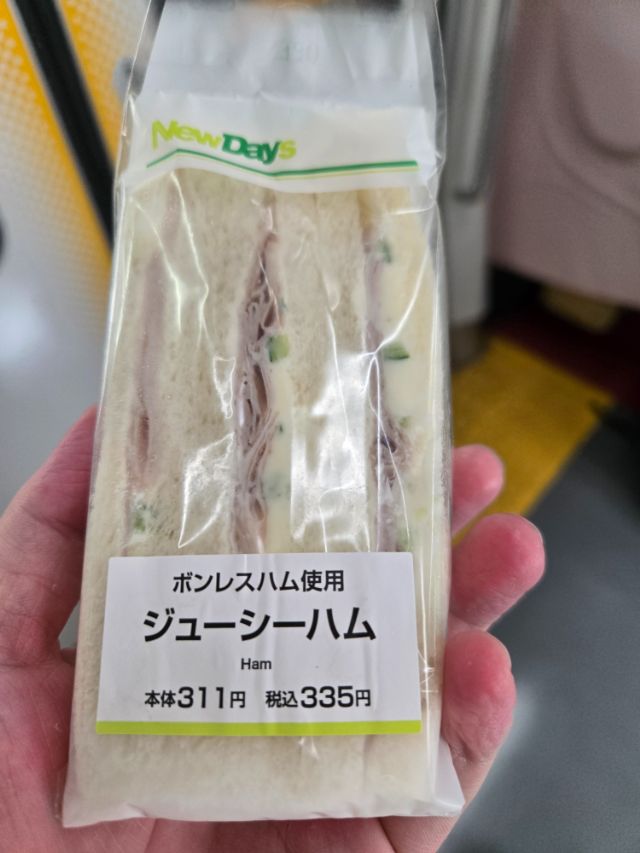 NewDays
ボンレスハム使用
ジューシーハム
Ham
本体311円 税込335円